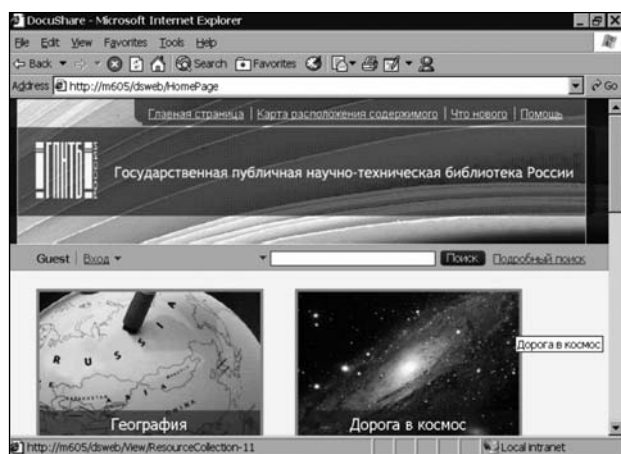 DocuShare - Microsoft Internet Explorer
File Edit View Favorites Tools Help
Back Search Favorites
Address http://m605/dsweb/HomePage Go
Главная страница | Карта расположения содержимого | Что нового | Помощь
ГПНТБ РОССИИ
Государственная публичная научно-техническая библиотека России
Guest | Вход Поиск Подробный поиск
RUSSIA
География
Дорога в космос
Дорога в космос
http://m605/dsweb/View/ResourceCollection-11 Local intranet